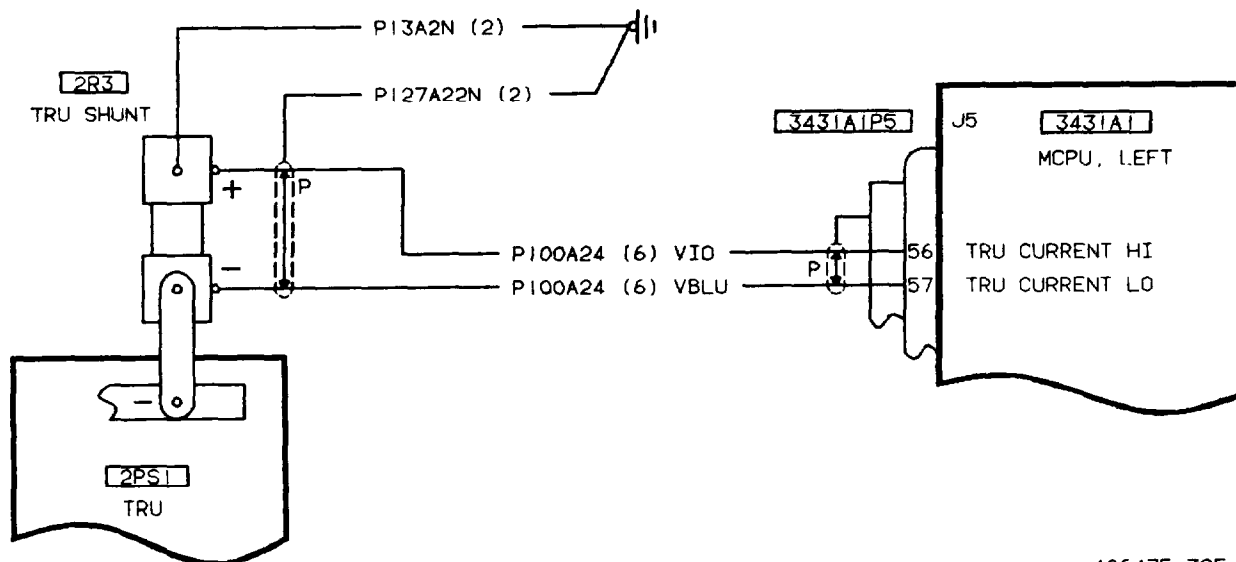 P13A2N (2)
2R3
TRU SHUNT
P127A22N (2)
3431A1P5
J5
3431A1
MCPU, LEFT
+
P
P100A24 (6) VIO
56
TRU CURRENT HI
-
P
P100A24 (6) VBLU
57
TRU CURRENT LO
-
2PS1
TRU